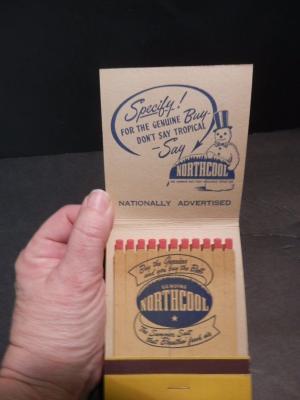 Specify!
FOR THE GENUINE Buy
DON'T SAY TROPICAL
-Say
NORTHCOOL
NATIONALLY ADVERTISED
Buy the Genuine
and you buy the Best
GENUINE
NORTHCOOL
The Summer Suit
That Breathes fresh air